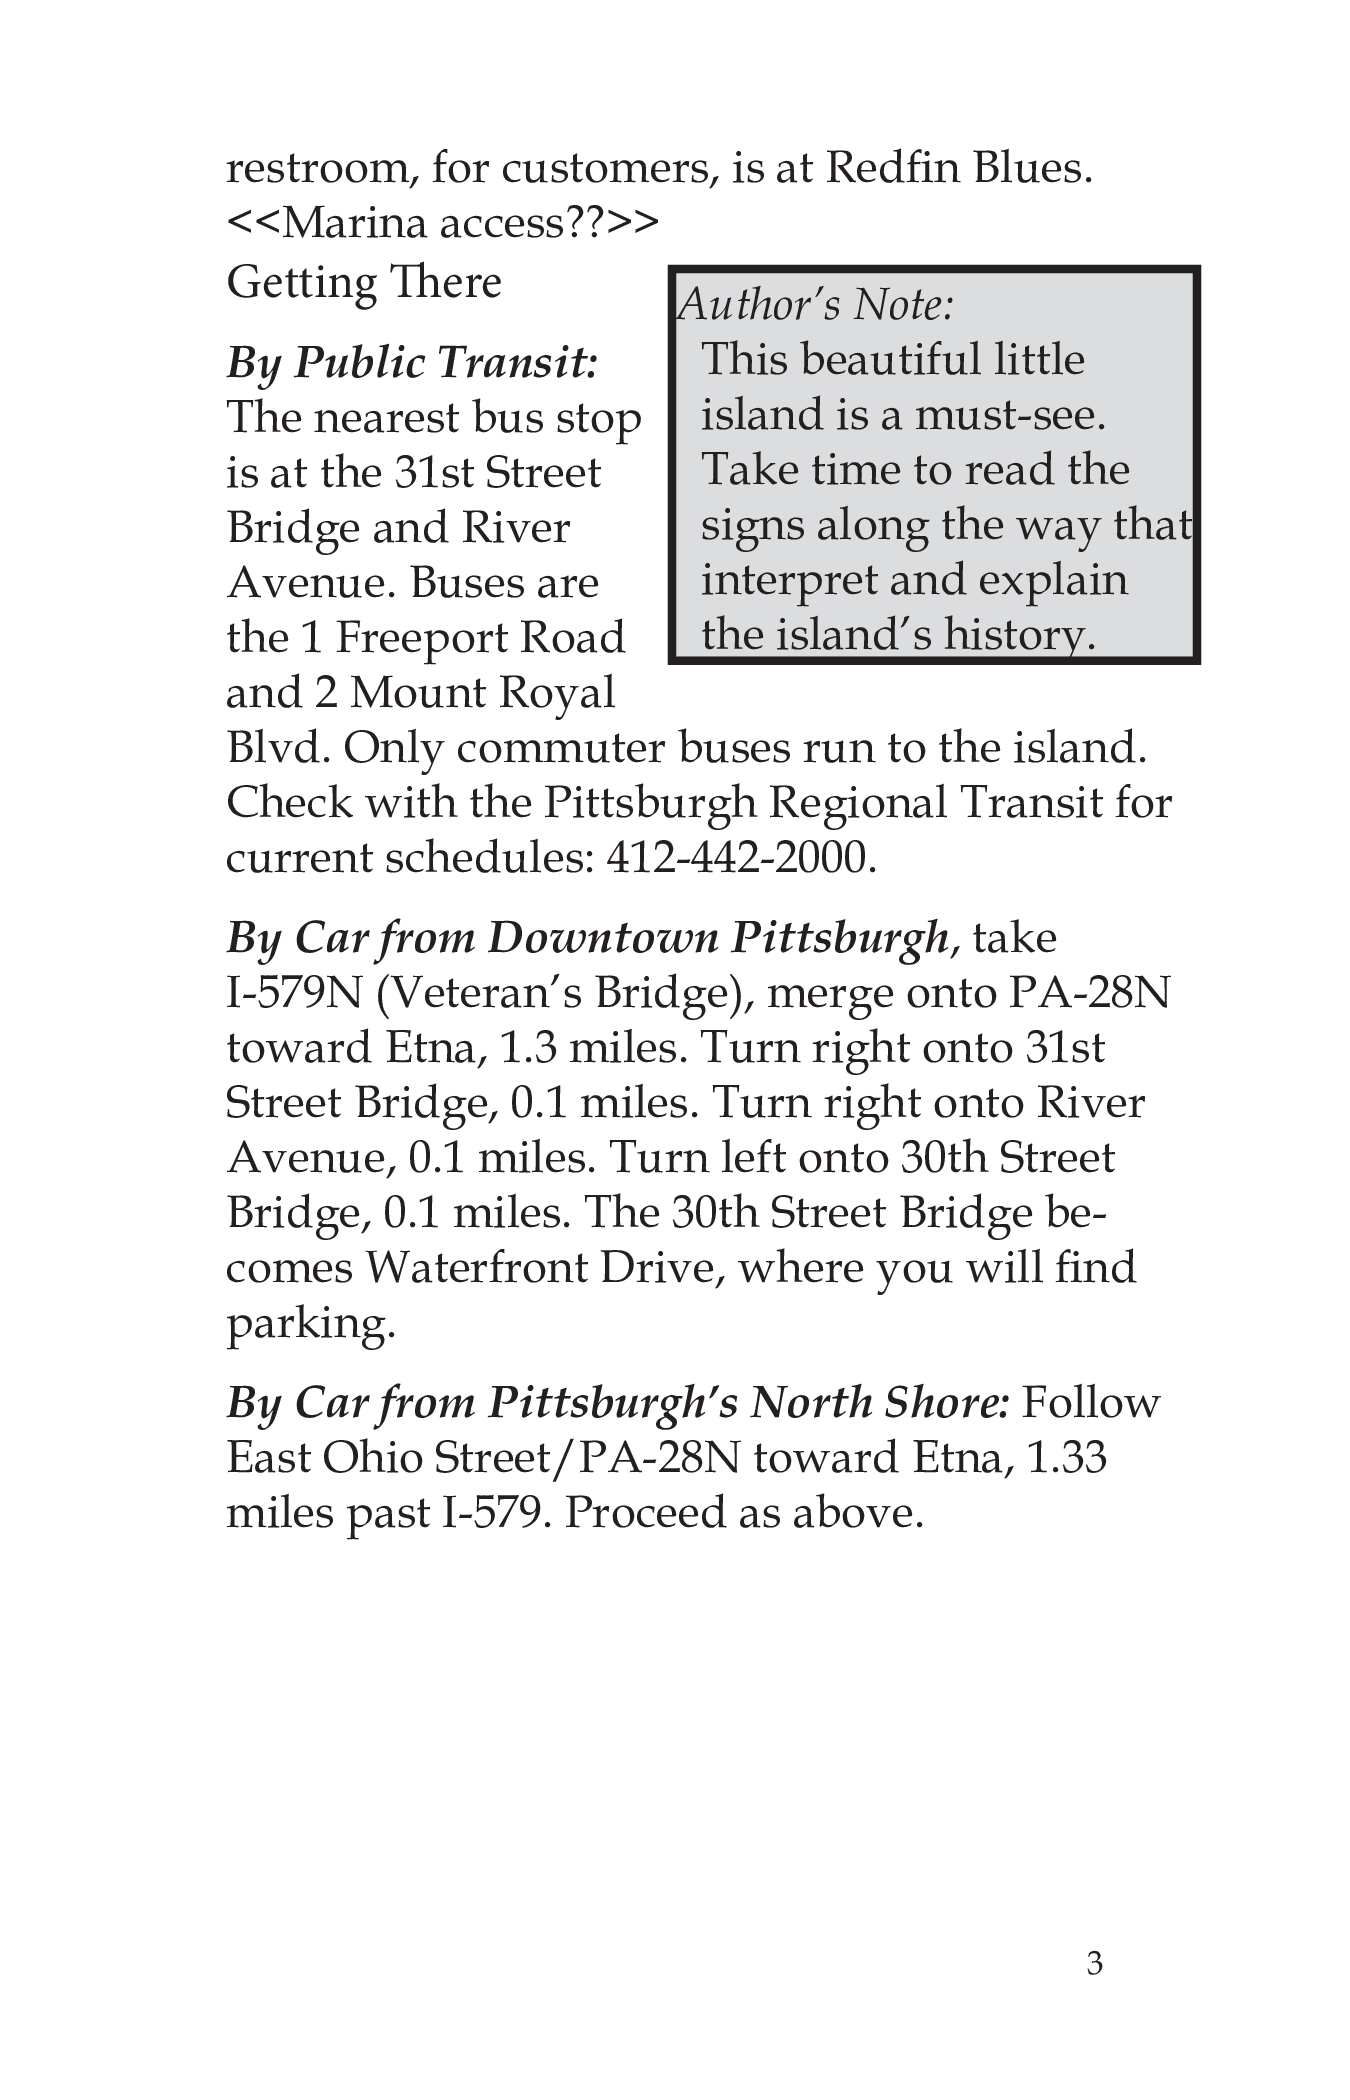 restroom, for customers, is at Redfin Blues.
<<Marina access??>>
Getting There
By Public Transit:
The nearest bus stop
is at the 31st Street
Bridge and River
Avenue. Buses are
the 1 Freeport Road
and 2 Mount Royal
Blvd. Only commuter buses run to the island.
Check with the Pittsburgh Regional Transit for
current schedules: 412-442-2000.
Author’s Note:
This beautiful little
island is a must-see.
Take time to read the
signs along the way that
interpret and explain
the island’s history.
By Car from Downtown Pittsburgh, take
I-579N (Veteran’s Bridge), merge onto PA-28N
toward Etna, 1.3 miles. Turn right onto 31st
Street Bridge, 0.1 miles. Turn right onto River
Avenue, 0.1 miles. Turn left onto 30th Street
Bridge, 0.1 miles. The 30th Street Bridge be-
comes Waterfront Drive, where you will find
parking.
By Car from Pittsburgh's North Shore: Follow
East Ohio Street/PA-28N toward Etna, 1.33
miles past I-579. Proceed as above.
3